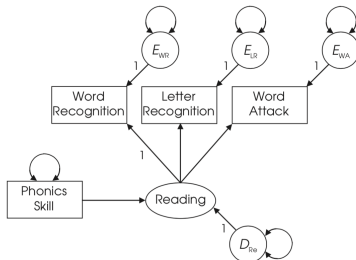 E_WR
E_LR
E_WA
1
1
1
Word
Recognition
Letter
Recognition
Word
Attack
1
Phonics
Skill
Reading
1
D_Re